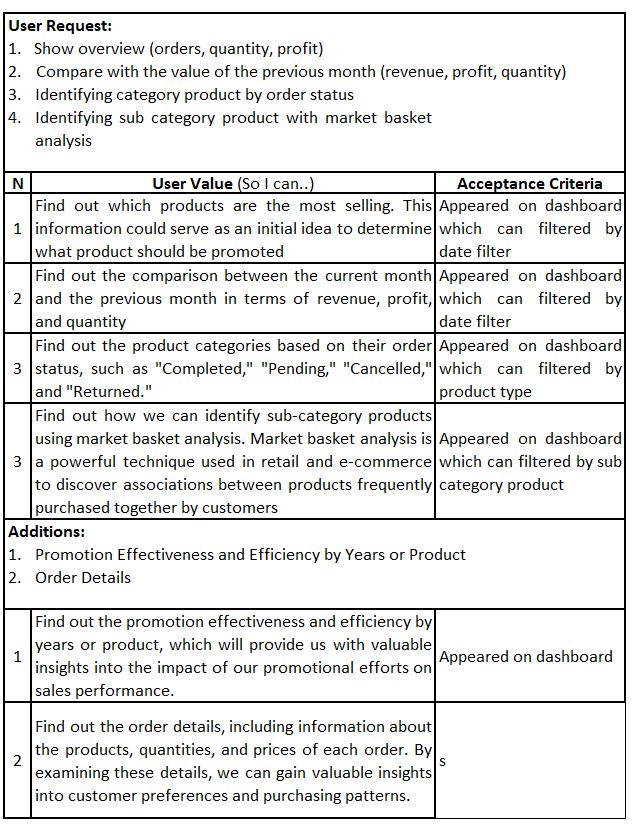 User Request:
1. Show overview (orders, quantity, profit)
2. Compare with the value of the previous month (revenue, profit, quantity)
3. Identifying category product by order status
4. Identifying sub category product with market basket
analysis
N User Value (So I can..) Acceptance Criteria
Find out which products are the most selling. This
1 information could serve as an initial idea to determine
what product should be promoted
Appeared on dashboard
which can filtered by
date filter
Find out the comparison between the current month
2 and the previous month in terms of revenue, profit,
and quantity
Appeared on dashboard
which can filtered by
date filter
Find out the product categories based on their order
3 status, such as "Completed," "Pending," "Cancelled,"
and "Returned."
Appeared on dashboard
which can filtered by
product type
Find out how we can identify sub-category products
using market basket analysis. Market basket analysis is
3 a powerful technique used in retail and e-commerce
to discover associations between products frequently
purchased together by customers
Appeared on dashboard
which can filtered by sub
category product
Additions:
1. Promotion Effectiveness and Efficiency by Years or Product
2. Order Details
Find out the promotion effectiveness and efficiency by
1 years or product, which will provide us with valuable
insights into the impact of our promotional efforts on
sales performance.
Appeared on dashboard
Find out the order details, including information about
the products, quantities, and prices of each order. By
2 examining these details, we can gain valuable insights
into customer preferences and purchasing patterns.
s